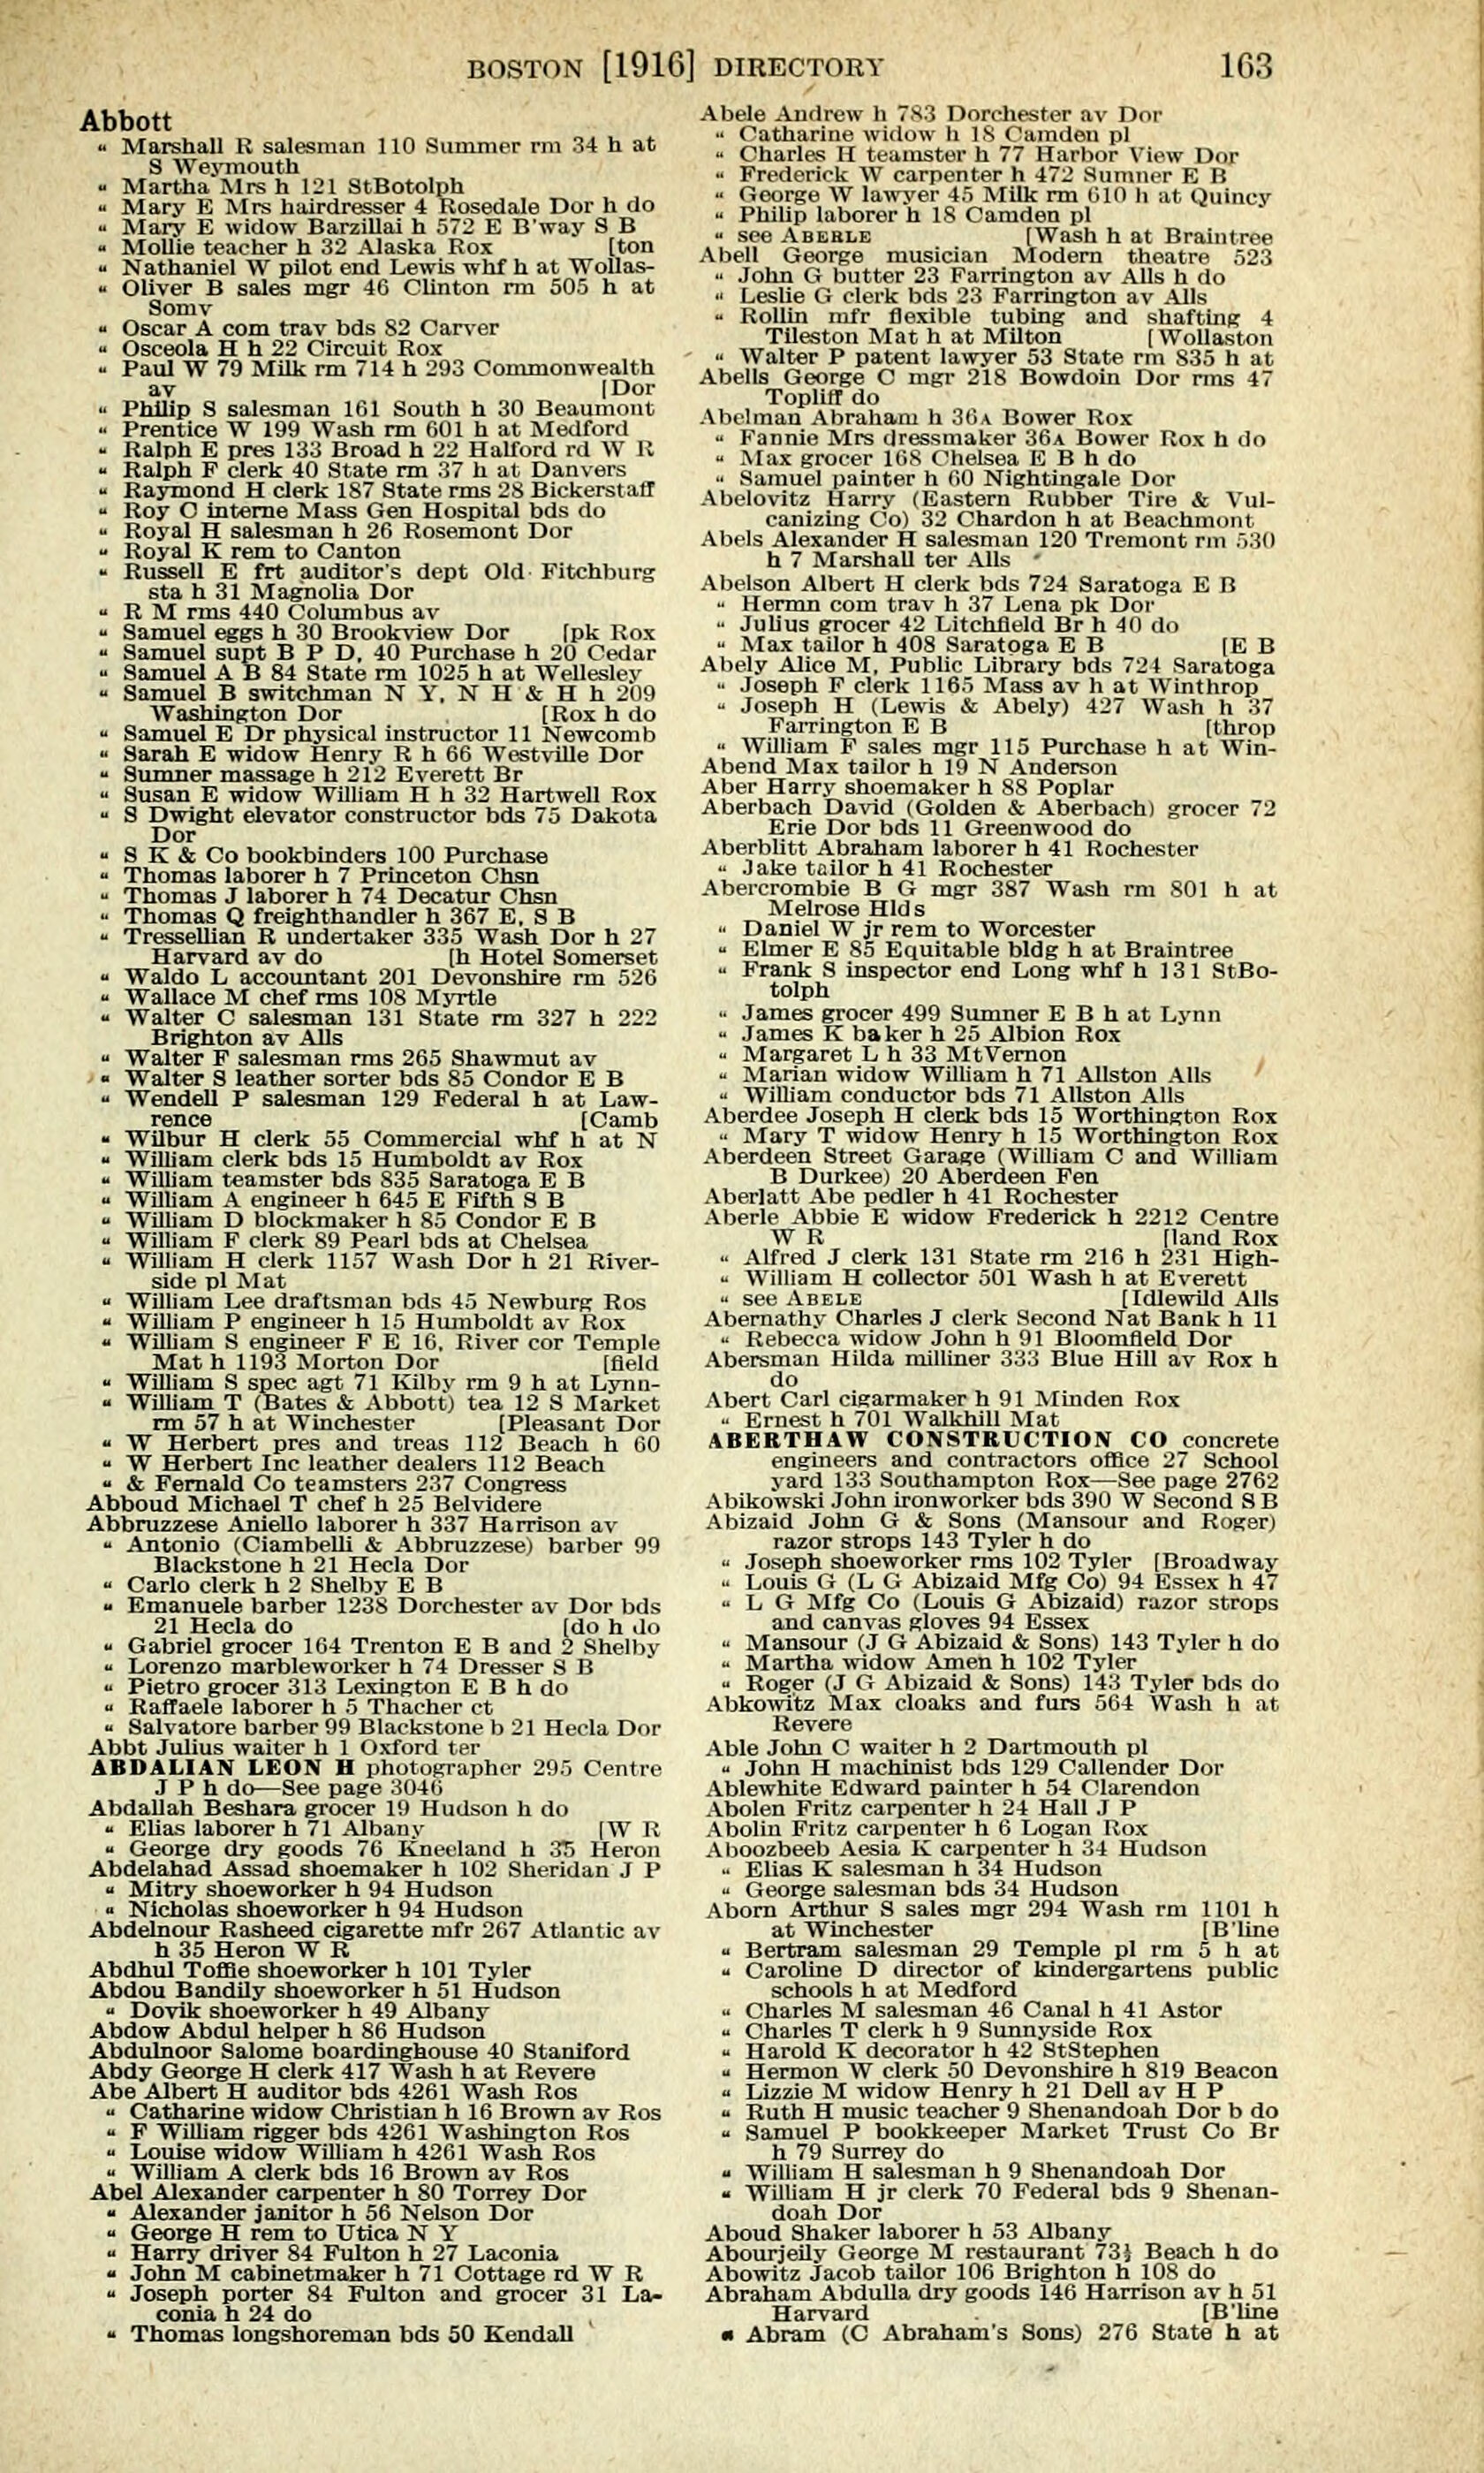 BOSTON [1916] DIRECTORY 163
Abbott
" Marshall R salesman 110 Summer rm 34 h at
S Weymouth
" Martha Mrs h 121 StBotolph
" Mary E Mrs hairdresser 4 Rosedale Dor h do
" Mary E widow Barzillai h 572 E B'way S B
" Mollie teacher h 32 Alaska Rox [ton
" Nathaniel W pilot end Lewis whf h at Wollas-
" Oliver B sales mgr 46 Clinton rm 505 h at
Somv
" Oscar A com trav bds 82 Carver
" Osceola H h 22 Circuit Rox
" Paul W 79 Milk rm 714 h 293 Commonwealth
av [Dor
" Philip S salesman 161 South h 30 Beaumont
" Prentice W 199 Wash rm 601 h at Medford
" Ralph E pres 133 Broad h 22 Halford rd W R
" Ralph F clerk 40 State rm 37 h at Danvers
" Raymond H clerk 187 State rms 28 Bickerstaff
" Roy C interne Mass Gen Hospital bds do
" Royal H salesman h 26 Rosemont Dor
" Royal K rem to Canton
" Russell E frt auditor's dept Old Fitchburg
sta h 31 Magnolia Dor
" R M rms 440 Columbus av
" Samuel eggs h 30 Brookview Dor [pk Rox
" Samuel supt B P D, 40 Purchase h 20 Cedar
" Samuel A B 84 State rm 1025 h at Wellesley
" Samuel B switchman N Y, N H & H h 209
Washington Dor [Rox h do
" Samuel E Dr physical instructor 11 Newcomb
" Sarah E widow Henry R h 66 Westville Dor
" Sumner massage h 212 Everett Br
" Susan E widow William H h 32 Hartwell Rox
" S Dwight elevator constructor bds 75 Dakota
Dor
" S K & Co bookbinders 100 Purchase
" Thomas laborer h 7 Princeton Chsn
" Thomas J laborer h 74 Decatur Chsn
" Thomas Q freighthandler h 367 E, S B
" Tressellian R undertaker 335 Wash Dor h 27
Harvard av do [h Hotel Somerset
" Waldo L accountant 201 Devonshire rm 526
" Wallace M chef rms 108 Myrtle
" Walter C salesman 131 State rm 327 h 222
Brighton av Alls
" Walter F salesman rms 265 Shawmut av
" Walter S leather sorter bds 85 Condor E B
" Wendell P salesman 129 Federal h at Law-
rence [Camb
" Wilbur H clerk 55 Commercial whf h at N
" William clerk bds 15 Humboldt av Rox
" William teamster bds 835 Saratoga E B
" William A engineer h 645 E Fifth S B
" William D blockmaker h 85 Condor E B
" William F clerk 89 Pearl bds at Chelsea
" William H clerk 1157 Wash Dor h 21 River-
side pl Mat
" William Lee draftsman bds 45 Newburg Ros
" William P engineer h 15 Humboldt av Rox
" William S engineer F E 16, River cor Temple
Mat h 1193 Morton Dor [field
" William S spec agt 71 Kilby rm 9 h at Lynn-
" William T (Bates & Abbott) tea 12 S Market
rm 57 h at Winchester [Pleasant Dor
" W Herbert pres and treas 112 Beach h 60
" W Herbert Inc leather dealers 112 Beach
" & Fernald Co teamsters 237 Congress
Abboud Michael T chef h 25 Belvidere
Abbruzzese Aniello laborer h 337 Harrison av
" Antonio (Ciambelli & Abbruzzese) barber 99
Blackstone h 21 Hecla Dor
" Carlo clerk h 2 Shelby E B
" Emanuele barber 1238 Dorchester av Dor bds
21 Hecla do [do h do
" Gabriel grocer 164 Trenton E B and 2 Shelby
" Lorenzo marbleworker h 74 Dresser S B
" Pietro grocer 313 Lexington E B h do
" Raffaele laborer h 5 Thacher ct
" Salvatore barber 99 Blackstone b 21 Hecla Dor
Abbt Julius waiter h 1 Oxford ter
ABDALIAN LEON H photographer 295 Centre
J P h do—See page 3046
Abdallah Beshara grocer 19 Hudson h do
" Elias laborer h 71 Albany [W R
" George dry goods 76 Kneeland h 35 Heron
Abdelahad Assad shoemaker h 102 Sheridan J P
" Mitry shoeworker h 94 Hudson
" Nicholas shoeworker h 94 Hudson
Abdelnour Rasheed cigarette mfr 267 Atlantic av
h 35 Heron W R
Abdhul Toffie shoeworker h 101 Tyler
Abdou Bandily shoeworker h 51 Hudson
" Dovik shoeworker h 49 Albany
Abdow Abdul helper h 86 Hudson
Abdulnoor Salome boardinghouse 40 Staniford
Abdy George H clerk 417 Wash h at Revere
Abe Albert H auditor bds 4261 Wash Ros
" Catharine widow Christian h 16 Brown av Ros
" F William rigger bds 4261 Washington Ros
" Louise widow William h 4261 Wash Ros
" William A clerk bds 16 Brown av Ros
Abel Alexander carpenter h 80 Torrey Dor
" Alexander janitor h 56 Nelson Dor
" George H rem to Utica N Y
" Harry driver 84 Fulton h 27 Laconia
" John M cabinetmaker h 71 Cottage rd W R
" Joseph porter 84 Fulton and grocer 31 La-
conia h 24 do
" Thomas longshoreman bds 50 Kendall
Abele Andrew h 783 Dorchester av Dor
" Catharine widow h 18 Camden pl
" Charles H teamster h 77 Harbor View Dor
" Frederick W carpenter h 472 Sumner E B
" George W lawyer 45 Milk rm 610 h at Quincy
" Philip laborer h 18 Camden pl
" see ABERLE [Wash h at Braintree
Abell George musician Modern theatre 523
" John G butter 23 Farrington av Alls h do
" Leslie G clerk bds 23 Farrington av Alls
" Rollin mfr flexible tubing and shafting 4
Tileston Mat h at Milton [Wollaston
" Walter P patent lawyer 53 State rm 835 h at
Abells George C mgr 218 Bowdoin Dor rms 47
Topliff do
Abelman Abraham h 36A Bower Rox
" Fannie Mrs dressmaker 36A Bower Rox h do
" Max grocer 168 Chelsea E B h do
" Samuel painter h 60 Nightingale Dor
Abelovitz Harry (Eastern Rubber Tire & Vul-
canizing Co) 32 Chardon h at Beachmont
Abels Alexander H salesman 120 Tremont rm 530
h 7 Marshall ter Alls
Abelson Albert H clerk bds 724 Saratoga E B
" Hermn com trav h 37 Lena pk Dor
" Julius grocer 42 Litchfield Br h 40 do
" Max tailor h 408 Saratoga E B [E B
Abely Alice M, Public Library bds 724 Saratoga
" Joseph F clerk 1165 Mass av h at Winthrop
" Joseph H (Lewis & Abely) 427 Wash h 37
Farrington E B [throp
" William F sales mgr 115 Purchase h at Win-
Abend Max tailor h 19 N Anderson
Aber Harry shoemaker h 88 Poplar
Aberbach David (Golden & Aberbach) grocer 72
Erie Dor bds 11 Greenwood do
Aberblitt Abraham laborer h 41 Rochester
" Jake tailor h 41 Rochester
Abercrombie B G mgr 387 Wash rm 801 h at
Melrose Hlds
" Daniel W jr rem to Worcester
" Elmer E 85 Equitable bldg h at Braintree
" Frank S inspector end Long whf h 131 StBo-
tolph
" James grocer 499 Sumner E B h at Lynn
" James K baker h 25 Albion Rox
" Margaret L h 33 MtVernon
" Marian widow William h 71 Allston Alls
" William conductor bds 71 Allston Alls
Aberdee Joseph H clerk bds 15 Worthington Rox
" Mary T widow Henry h 15 Worthington Rox
Aberdeen Street Garage (William C and William
B Durkee) 20 Aberdeen Fen
Aberlatt Abe pedler h 41 Rochester
Aberle Abbie E widow Frederick h 2212 Centre
W R [land Rox
" Alfred J clerk 131 State rm 216 h 231 High-
" William H collector 501 Wash h at Everett
" see ABELE [Idlewild Alls
Abernathy Charles J clerk Second Nat Bank h 11
" Rebecca widow John h 91 Bloomfield Dor
Abersman Hilda milliner 333 Blue Hill av Rox h
do
Abert Carl cigarmaker h 91 Minden Rox
" Ernest h 701 Walkhill Mat
ABERTHAW CONSTRUCTION CO concrete
engineers and contractors office 27 School
yard 133 Southampton Rox—See page 2762
Abikowski John ironworker bds 390 W Second S B
Abizaid John G & Sons (Mansour and Roger)
razor strops 143 Tyler h do
" Joseph shoeworker rms 102 Tyler [Broadway
" Louis G (L G Abizaid Mfg Co) 94 Essex h 47
" L G Mfg Co (Louis G Abizaid) razor strops
and canvas gloves 94 Essex
" Mansour (J G Abizaid & Sons) 143 Tyler h do
" Martha widow Amen h 102 Tyler
" Roger (J G Abizaid & Sons) 143 Tyler bds do
Abkowitz Max cloaks and furs 564 Wash h at
Revere
Able John C waiter h 2 Dartmouth pl
" John H machinist bds 129 Callender Dor
Ablewhite Edward painter h 54 Clarendon
Abolen Fritz carpenter h 24 Hall J P
Abolin Fritz carpenter h 6 Logan Rox
Aboozbeeb Aesia K carpenter h 34 Hudson
" Elias K salesman h 34 Hudson
" George salesman bds 34 Hudson
Aborn Arthur S sales mgr 294 Wash rm 1101 h
at Winchester [B'line
" Bertram salesman 29 Temple pl rm 5 h at
" Caroline D director of kindergartens public
schools h at Medford
" Charles M salesman 46 Canal h 41 Astor
" Charles T clerk h 9 Sunnyside Rox
" Harold K decorator h 42 StStephen
" Hermon W clerk 50 Devonshire h 819 Beacon
" Lizzie M widow Henry h 21 Dell av H P
" Ruth H music teacher 9 Shenandoah Dor b do
" Samuel P bookkeeper Market Trust Co Br
h 79 Surrey do
" William H salesman h 9 Shenandoah Dor
" William H jr clerk 70 Federal bds 9 Shenan-
doah Dor
Aboud Shaker laborer h 53 Albany
Abourjeily George M restaurant 73½ Beach h do
Abowitz Jacob tailor 106 Brighton h 108 do
Abraham Abdulla dry goods 146 Harrison av h 51
Harvard [B'line
" Abram (C Abraham's Sons) 276 State h at